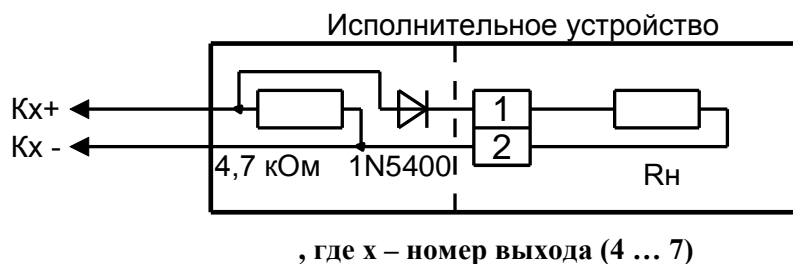 Исполнительное устройство
Кх+
1
Кх -
2
4,7 кОм
1N5400
Rн
, где х – номер выхода (4 … 7)